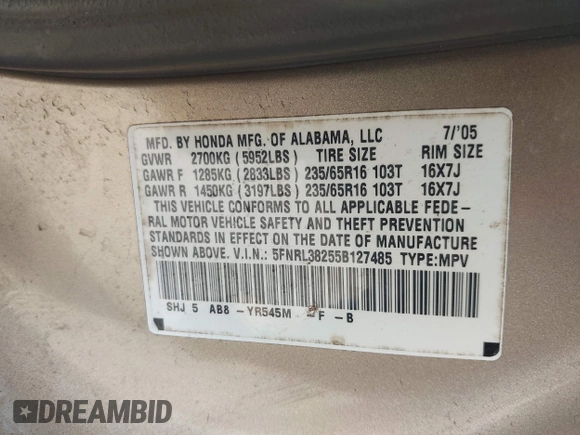 MFD. BY HONDA MFG. OF ALABAMA, LLC 7/'05
GVWR 2700KG (5952LBS) TIRE SIZE RIM SIZE
GAWR F 1285KG (2833LBS) 235/65R16 103T 16X7J
GAWR R 1450KG (3197LBS) 235/65R16 103T 16X7J
THIS VEHICLE CONFORMS TO ALL APPLICABLE FEDE-
RAL MOTOR VEHICLE SAFETY AND THEFT PREVENTION
STANDARDS IN EFFECT ON THE DATE OF MANUFACTURE
SHOWN ABOVE. V.I.N.: 5FNRL38255B127485 TYPE:MPV
SHJ 5 AB8 - YR545M - F - B
DREAMBID